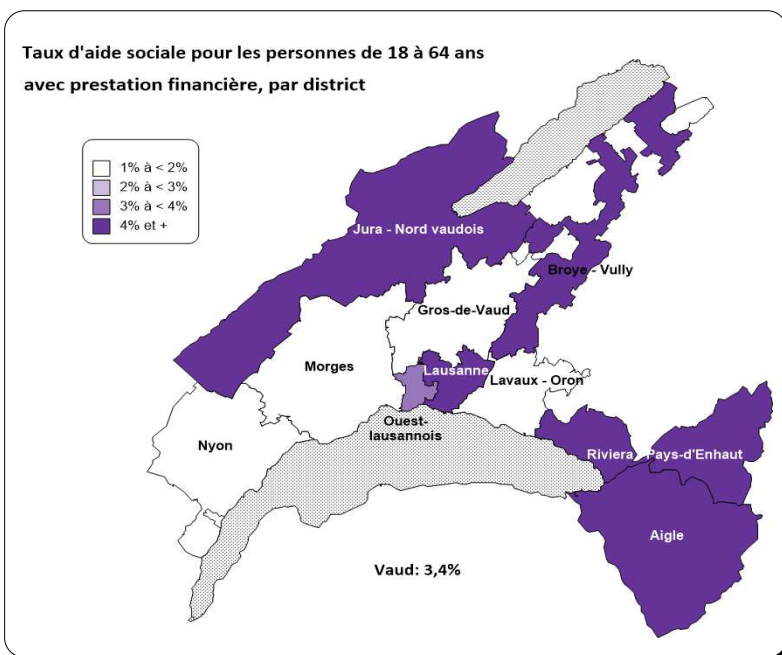 Taux d'aide sociale pour les personnes de 18 à 64 ans
avec prestation financière, par district
1% à < 2%
2% à < 3%
3% à < 4%
4% et +
Jura - Nord vaudois
Broye - Vully
Gros-de-Vaud
Morges
Lausanne
Lavaux - Oron
Ouest-
lausannois
Nyon
Riviera
Pays-d'Enhaut
Aigle
Vaud: 3,4%